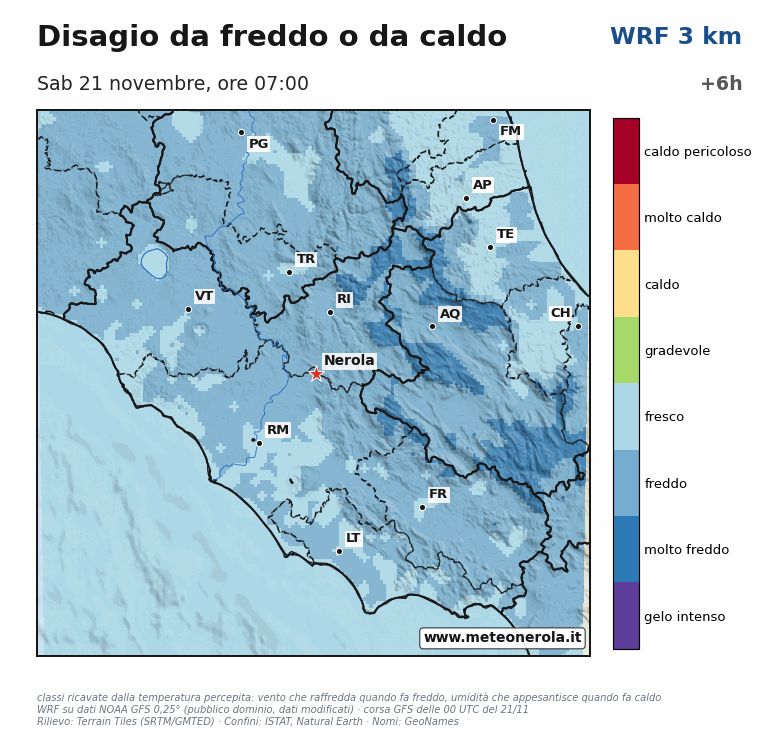 Disagio da freddo o da caldo
WRF 3 km
Sab 21 novembre, ore 07:00
+6h
FM
PG
AP
TE
TR
VT
RI
AQ
CH
Nerola
RM
FR
LT
www.meteonerola.it
caldo pericoloso
molto caldo
caldo
gradevole
fresco
freddo
molto freddo
gelo intenso
classi ricavate dalla temperatura percepita: vento che raffredda quando fa freddo, umidità che appesantisce quando fa caldo
WRF su dati NOAA GFS 0,25° (pubblico dominio, dati modificati) · corsa GFS delle 00 UTC del 21/11
Rilievo: Terrain Tiles (SRTM/GMTED) · Confini: ISTAT, Natural Earth · Nomi: GeoNames